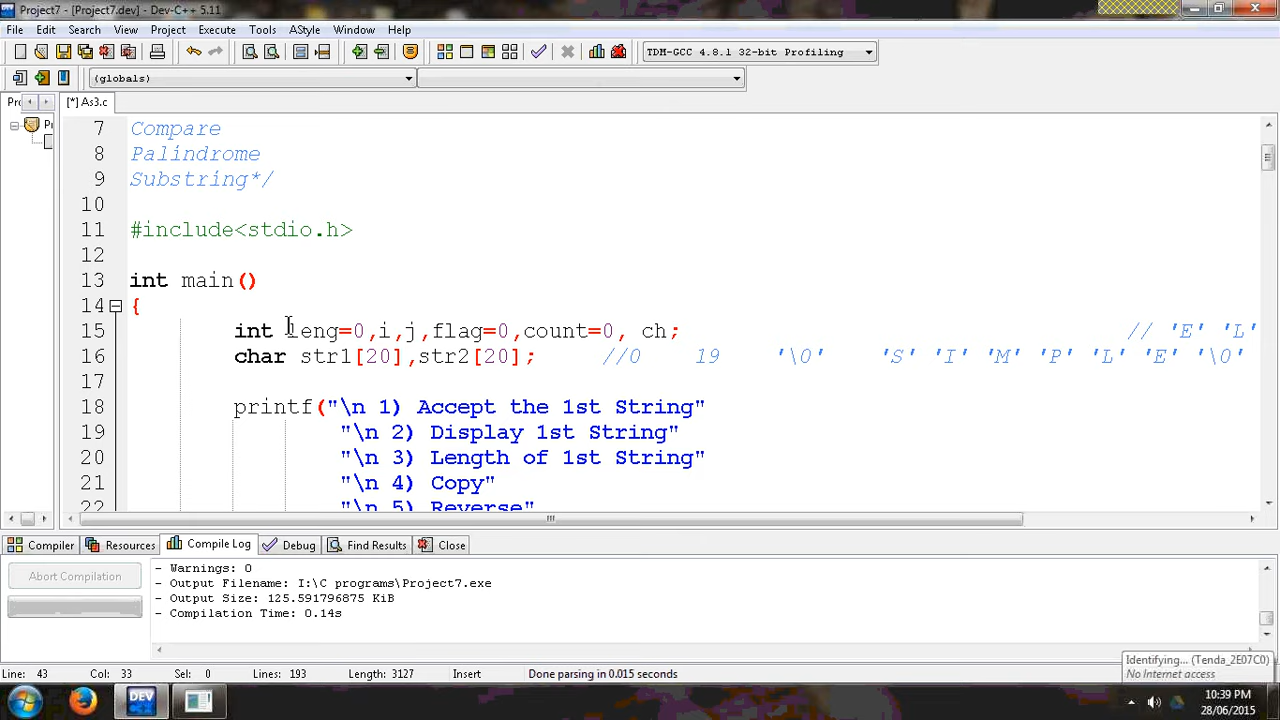 Project7 - [Project7.dev] - Dev-C++ 5.11
File Edit Search View Project Execute Tools AStyle Window Help
TDM-GCC 4.8.1 32-bit Profiling
(globals)
[*] As3.c
7 Compare
8 Palindrome
9 Substring*/
10
11 #include<stdio.h>
12
13 int main()
14 {
15 int leng=0,i,j,flag=0,count=0, ch; // 'E' 'L'
16 char str1[20],str2[20]; //0 19 '\0' 'S' 'I' 'M' 'P' 'L' 'E' '\0'
17
18 printf("\n 1) Accept the 1st String"
19 "\n 2) Display 1st String"
20 "\n 3) Length of 1st String"
21 "\n 4) Copy"
22 "\n 5) Reverse"
Compiler Resources Compile Log Debug Find Results Close
Abort Compilation
- Warnings: 0
- Output Filename: I:\C programs\Project7.exe
- Output Size: 125.591796875 KiB
- Compilation Time: 0.14s
Line: 43 Col: 33 Sel: 0 Lines: 193 Length: 3127 Insert Done parsing in 0.015 seconds
Identifying... (Tenda_2E07C0)
No Internet access
DEV
10:39 PM
28/06/2015